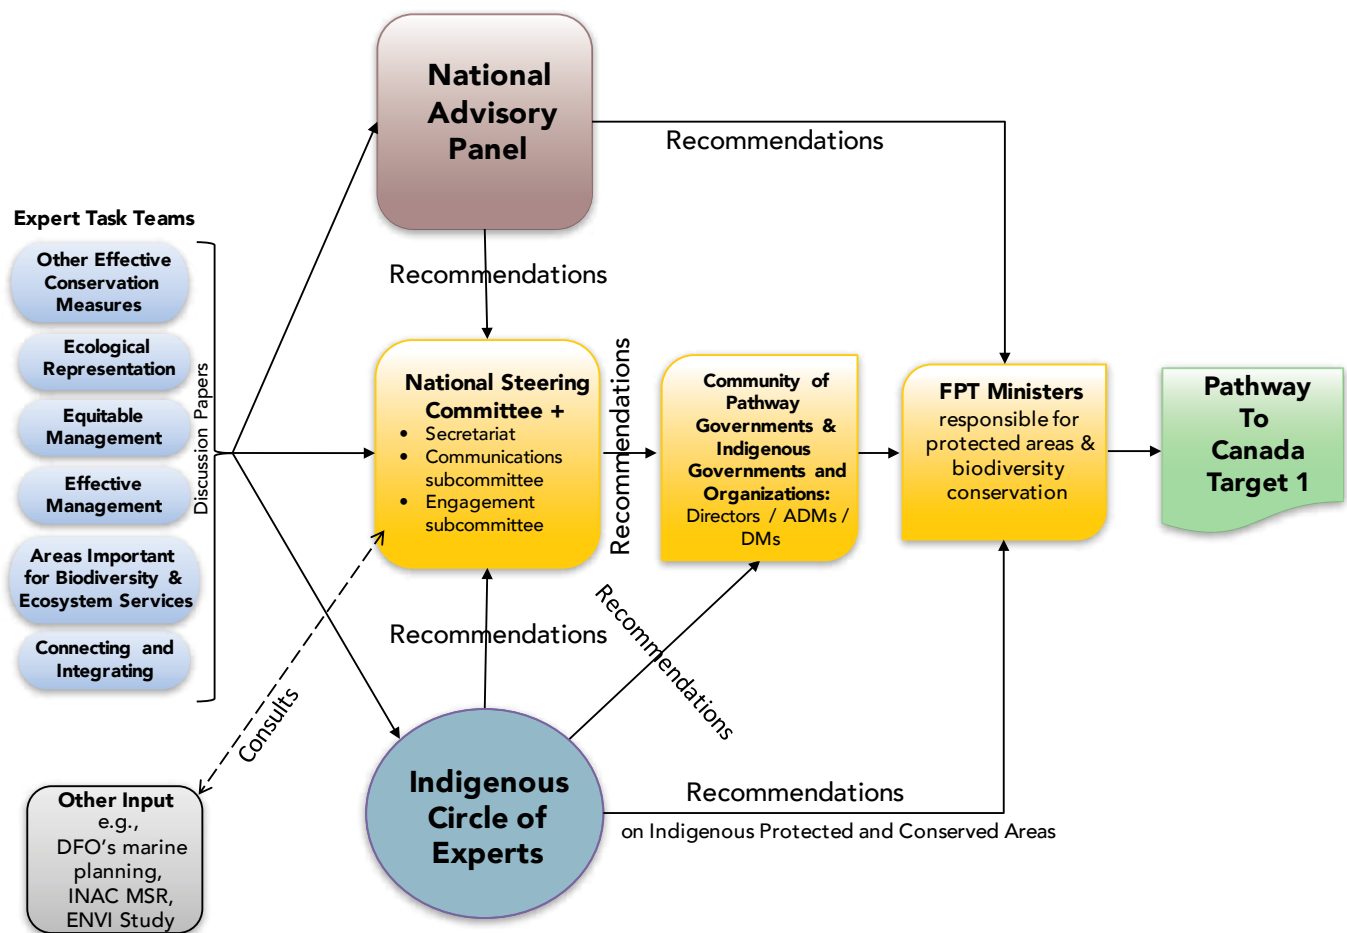 National
Advisory
Panel
Recommendations
Recommendations
Expert Task Teams
Other Effective
Conservation
Measures
Ecological
Representation
Equitable
Management
Effective
Management
Areas Important
for Biodiversity &
Ecosystem Services
Connecting and
Integrating
Discussion Papers
National Steering
Committee +
• Secretariat
• Communications
subcommittee
• Engagement
subcommittee
Recommendations
Community of
Pathway
Governments &
Indigenous
Governments and
Organizations:
Directors / ADMs /
DMs
FPT Ministers
responsible for
protected areas &
biodiversity
conservation
Pathway
To
Canada
Target 1
Consults
Recommendations
Recommendations
Other Input
e.g.,
DFO’s marine
planning,
INAC MSR,
ENVI Study
Indigenous
Circle of
Experts
Recommendations
on Indigenous Protected and Conserved Areas